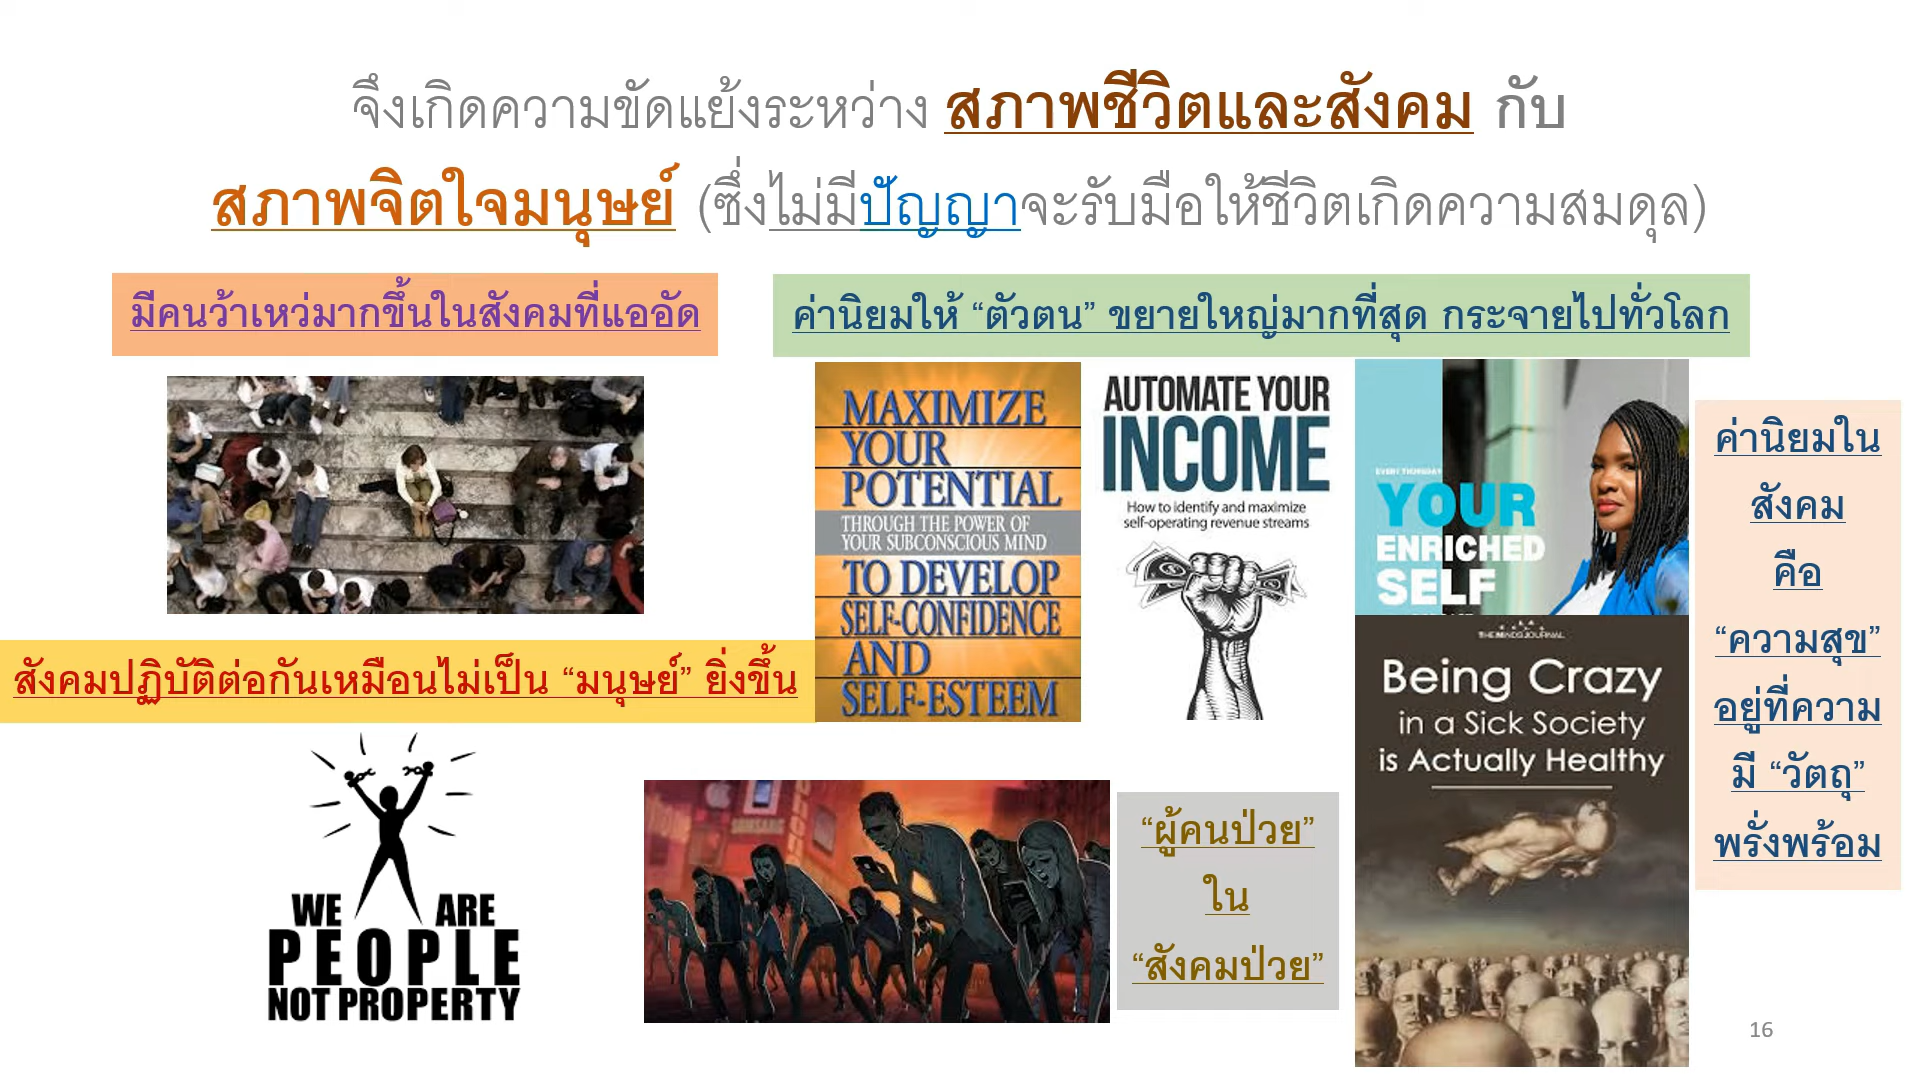 จึงเกิดความขัดแย้งระหว่าง สภาพชีวิตและสังคม กับ
สภาพจิตใจมนุษย์ (ซึ่งไม่มีปัญญาจะรับมือให้ชีวิตเกิดความสมดุล)
มีคนว้าเหว่มากขึ้นในสังคมที่แออัด
ค่านิยมให้ “ตัวตน” ขยายใหญ่มากที่สุด กระจายไปทั่วโลก
MAXIMIZE
YOUR
POTENTIAL
THROUGH THE POWER OF
YOUR SUBCONSCIOUS MIND
TO DEVELOP
SELF-CONFIDENCE
AND
SELF-ESTEEM
AUTOMATE YOUR
INCOME
How to identify and maximize
self-operating revenue streams
EVERY THURSDAY
YOUR
ENRICHED
SELF
ค่านิยมใน
สังคม
คือ
“ความสุข”
อยู่ที่ความ
มี “วัตถุ”
พรั่งพร้อม
สังคมปฏิบัติต่อกันเหมือนไม่เป็น “มนุษย์” ยิ่งขึ้น
THEMINDSJOURNAL
Being Crazy
in a Sick Society
is Actually Healthy
WE ARE
PEOPLE
NOT PROPERTY
“ผู้คนป่วย”
ใน
“สังคมป่วย”
16